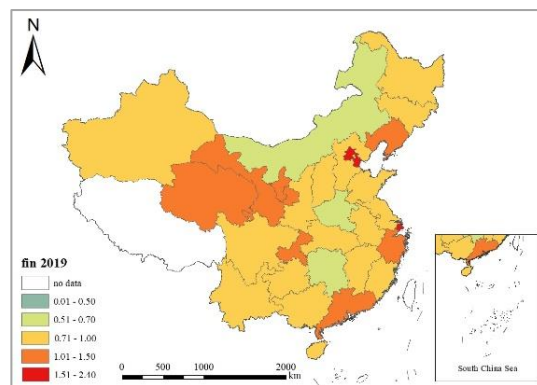 N
fin 2019
no data
0.01 - 0.50
0.51 - 0.70
0.71 - 1.00
1.01 - 1.50
1.51 - 2.40
0 500 1000 2000
km
South China Sea